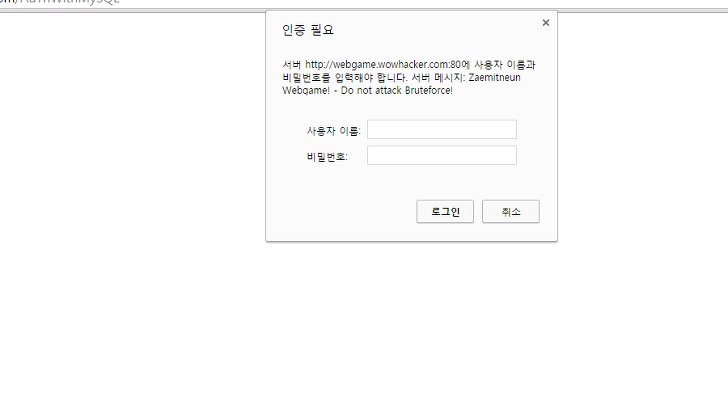 om/AuthWithMySQL
인증 필요
서버 http://webgame.wowhacker.com:80에 사용자 이름과
비밀번호를 입력해야 합니다. 서버 메시지: Zaemitneun
Webgame! - Do not attack Bruteforce!
사용자 이름:
비밀번호:
로그인 취소